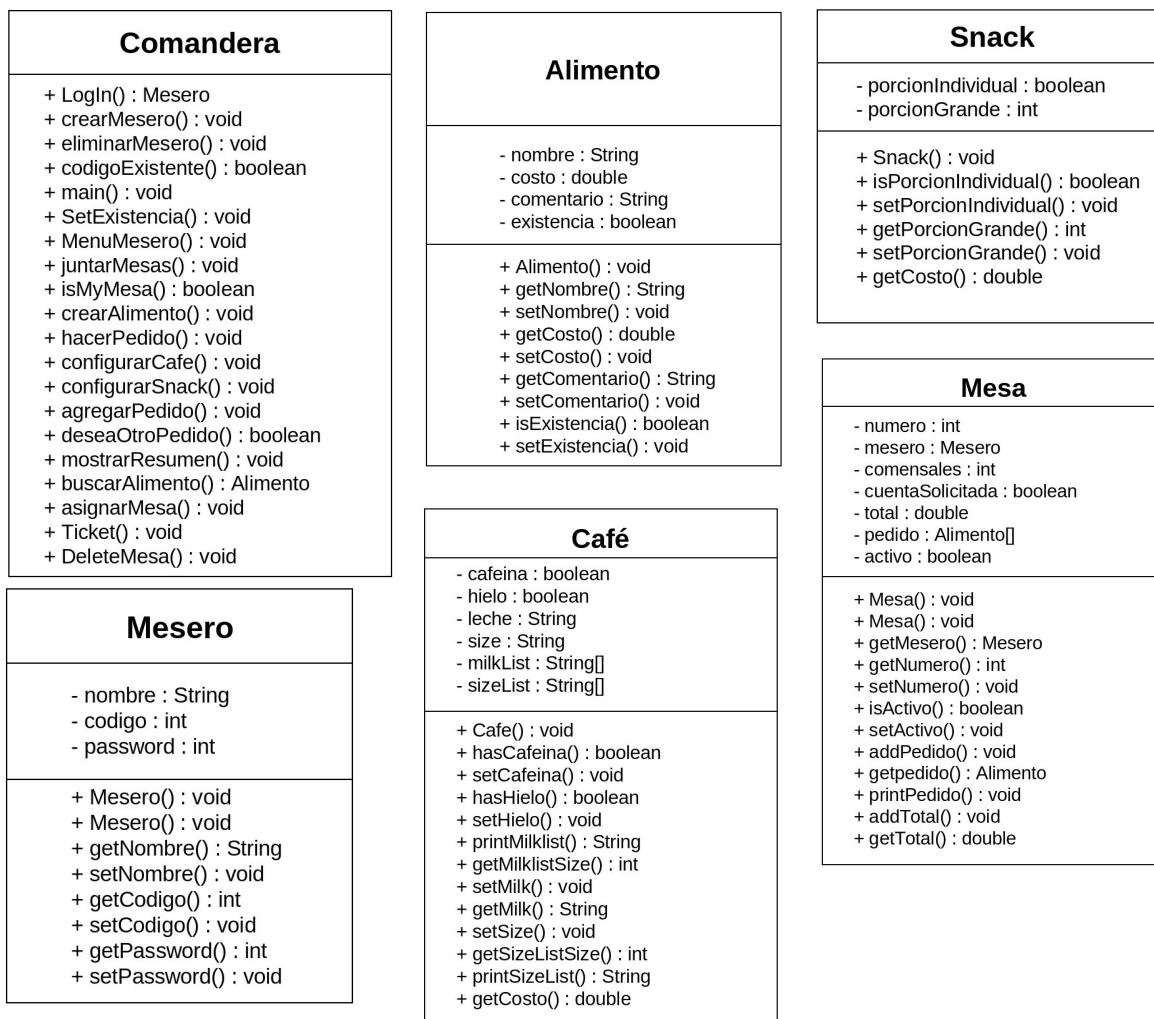 Comandera
+ LogIn() : Mesero
+ crearMesero() : void
+ eliminarMesero() : void
+ codigoExistente() : boolean
+ main() : void
+ SetExistencia() : void
+ MenuMesero() : void
+ juntarMesas() : void
+ isMyMesa() : boolean
+ crearAlimento() : void
+ hacerPedido() : void
+ configurarCafe() : void
+ configurarSnack() : void
+ agregarPedido() : void
+ deseaOtroPedido() : boolean
+ mostrarResumen() : void
+ buscarAlimento() : Alimento
+ asignarMesa() : void
+ Ticket() : void
+ DeleteMesa() : void
Mesero
- nombre : String
- codigo : int
- password : int
+ Mesero() : void
+ Mesero() : void
+ getNombre() : String
+ setNombre() : void
+ getCodigo() : int
+ setCodigo() : void
+ getPassword() : int
+ setPassword() : void
Alimento
- nombre : String
- costo : double
- comentario : String
- existencia : boolean
+ Alimento() : void
+ getNombre() : String
+ setNombre() : void
+ getCosto() : double
+ setCosto() : void
+ getComentario() : String
+ setComentario() : void
+ isExistencia() : boolean
+ setExistencia() : void
Café
- cafeina : boolean
- hielo : boolean
- leche : String
- size : String
- milkList : String[]
- sizeList : String[]
+ Cafe() : void
+ hasCafeina() : boolean
+ setCafeina() : void
+ hasHielo() : boolean
+ setHielo() : void
+ printMilklist() : String
+ getMilklistSize() : int
+ setMilk() : void
+ getMilk() : String
+ setSize() : void
+ getSizeListSize() : int
+ printSizeList() : String
+ getCosto() : double
Snack
- porcionIndividual : boolean
- porcionGrande : int
+ Snack() : void
+ isPorcionIndividual() : boolean
+ setPorcionIndividual() : void
+ getPorcionGrande() : int
+ setPorcionGrande() : void
+ getCosto() : double
Mesa
- numero : int
- mesero : Mesero
- comensales : int
- cuentaSolicitada : boolean
- total : double
- pedido : Alimento[]
- activo : boolean
+ Mesa() : void
+ Mesa() : void
+ getMesero() : Mesero
+ getNumero() : int
+ setNumero() : void
+ isActivo() : boolean
+ setActivo() : void
+ addPedido() : void
+ getpedido() : Alimento
+ printPedido() : void
+ addTotal() : void
+ getTotal() : double